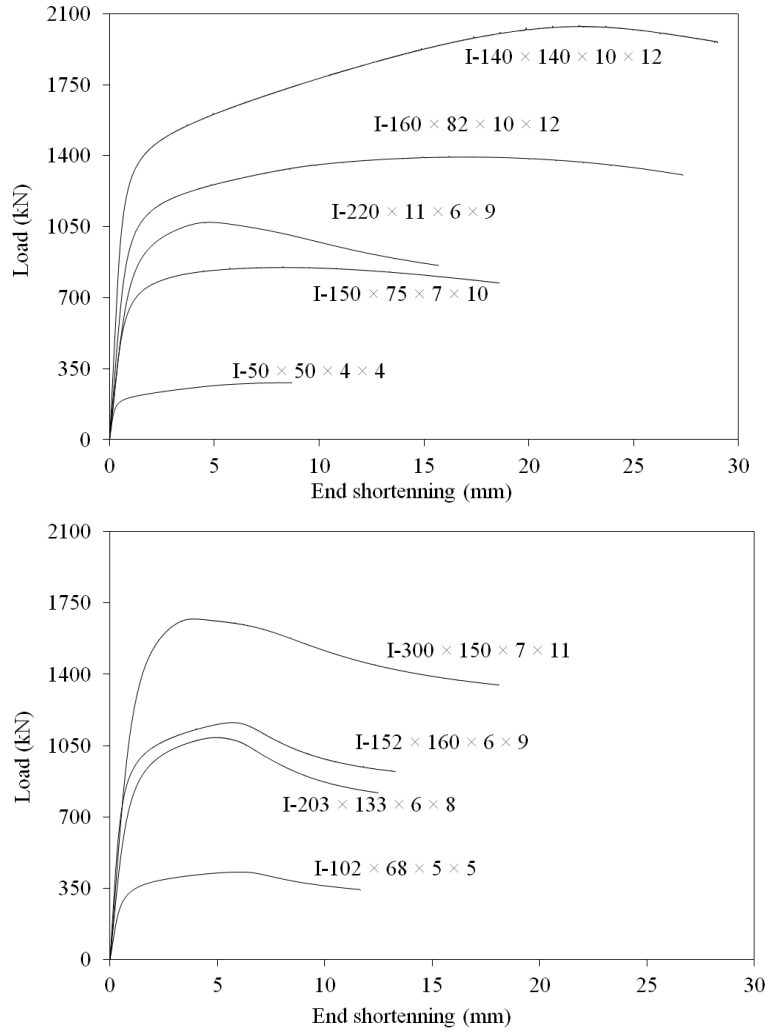 2100
I-140 × 140 × 10 × 12
1750
I-160 × 82 × 10 × 12
1400
Load (kN)
I-220 × 11 × 6 × 9
1050
I-150 × 75 × 7 × 10
700
I-50 × 50 × 4 × 4
350
0
0 5 10 15 20 25 30
End shortenning (mm)
2100
1750
I-300 × 150 × 7 × 11
1400
Load (kN)
I-152 × 160 × 6 × 9
1050
I-203 × 133 × 6 × 8
700
I-102 × 68 × 5 × 5
350
0
0 5 10 15 20 25 30
End shortenning (mm)